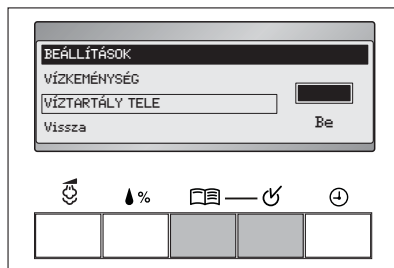 BEÁLLÍTÁSOK
VÍZKEMÉNYSÉG
VÍZTARTÁLY TELE
Vissza
Be
%